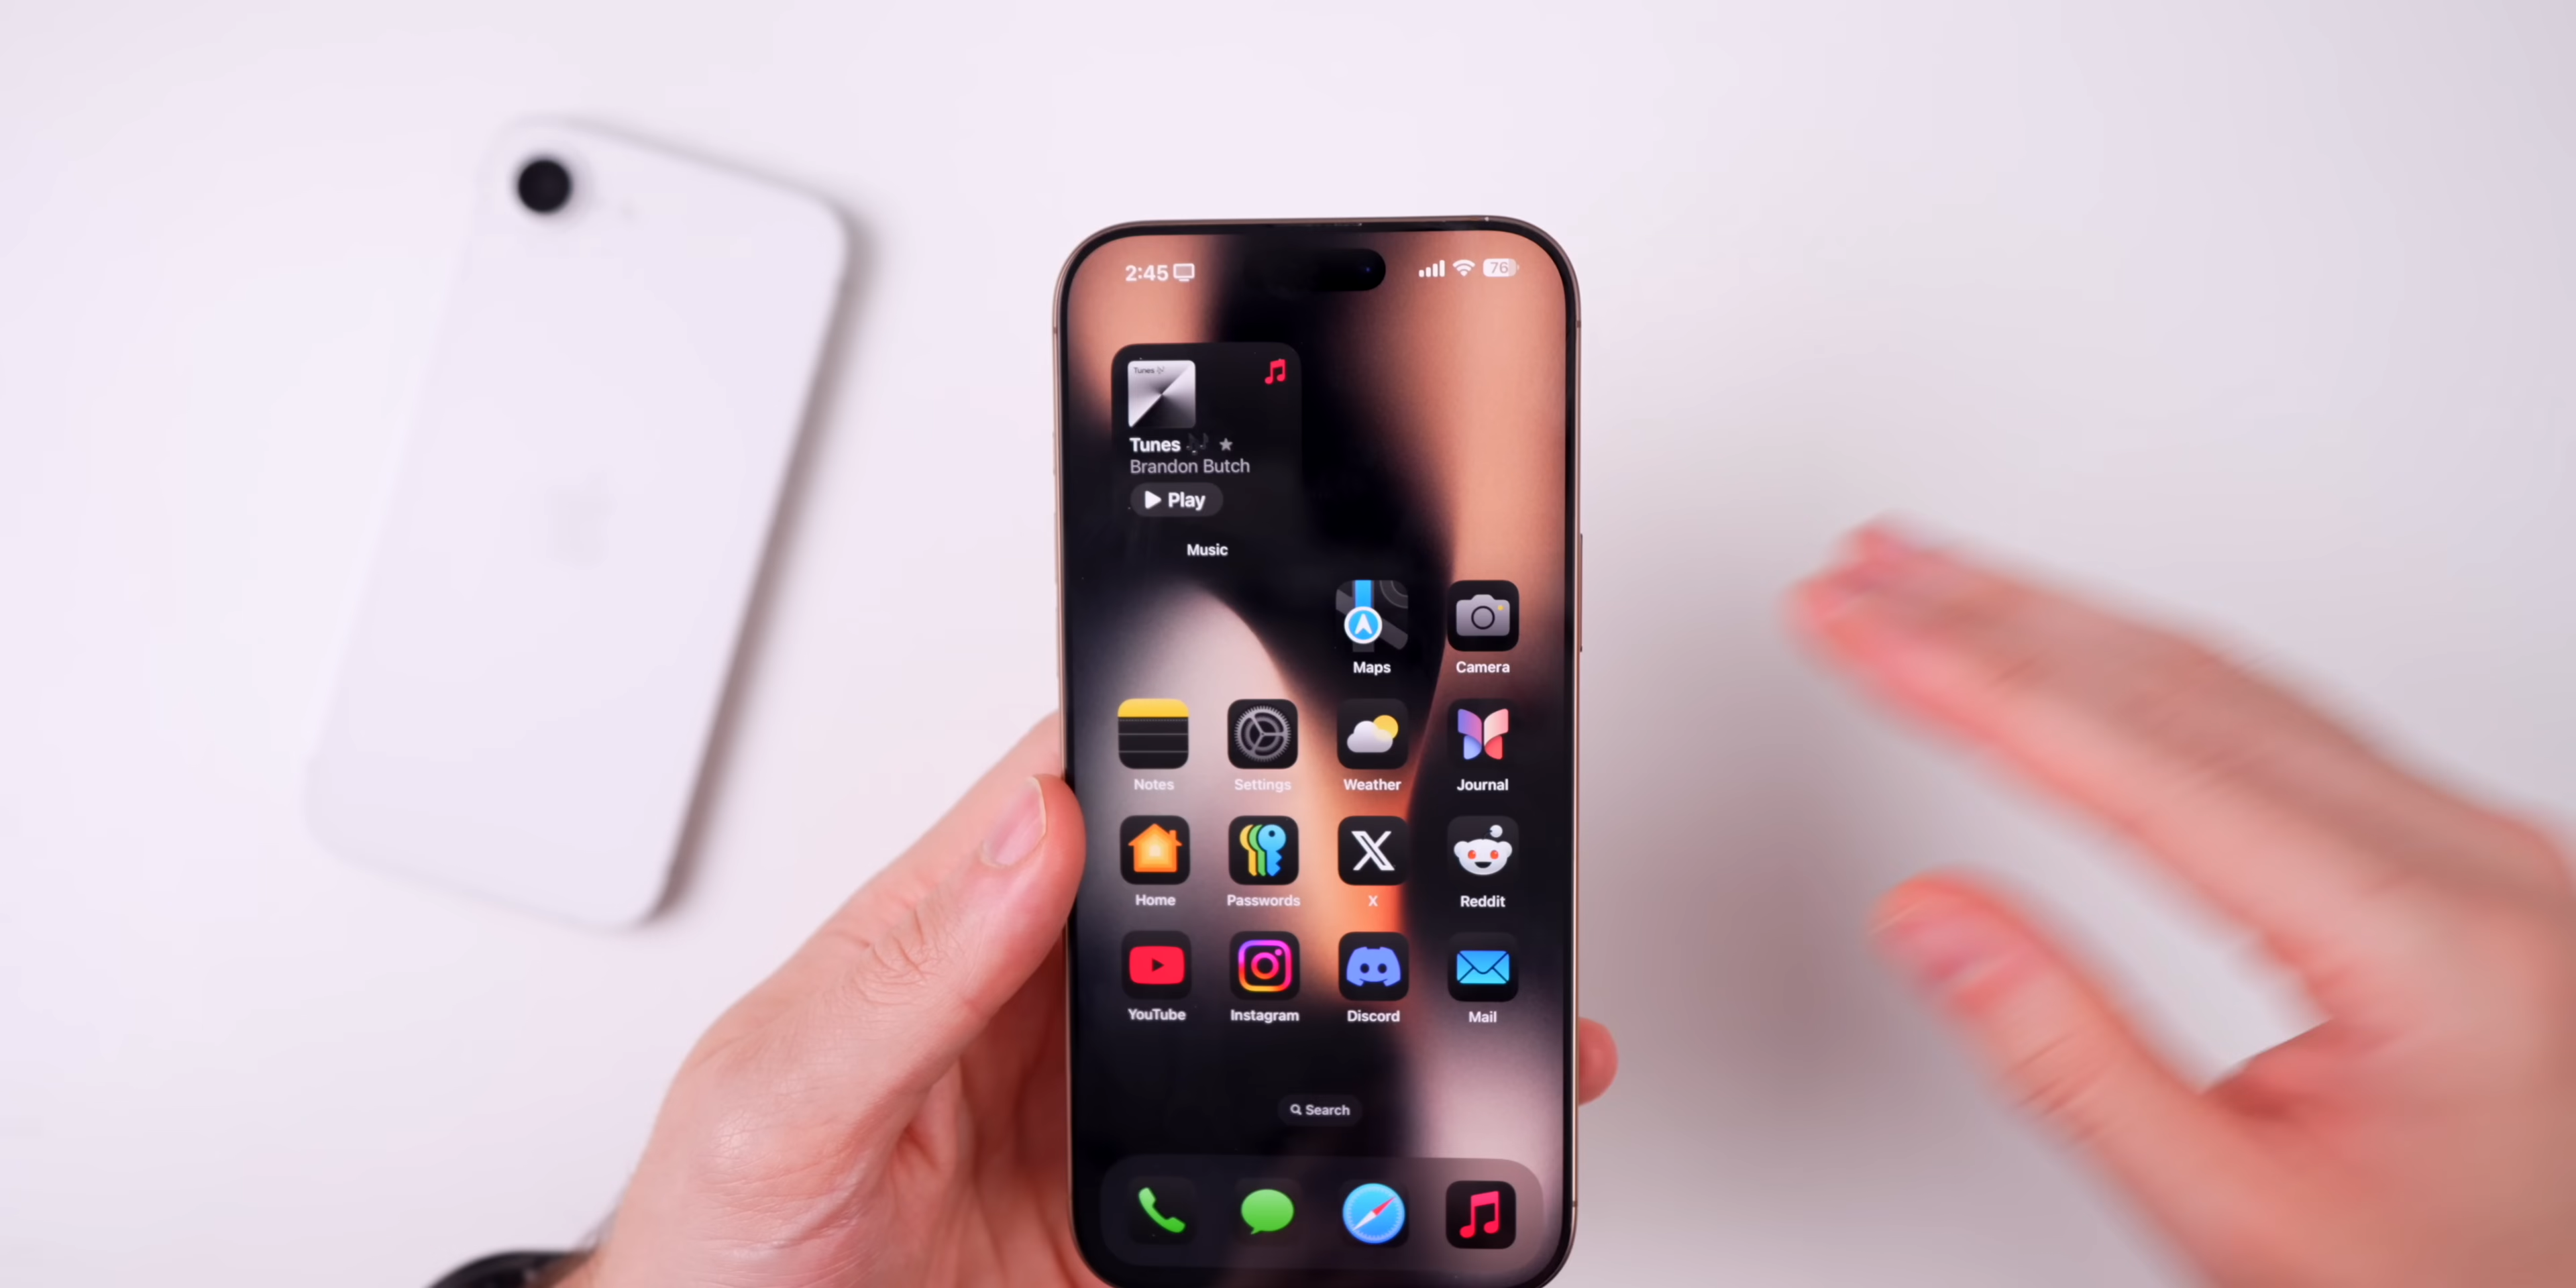 2:45
76
Tunes
Tunes
Brandon Butch
Play
Music
Maps
Camera
Notes
Settings
Weather
Journal
Home
Passwords
X
Reddit
YouTube
Instagram
Discord
Mail
Search